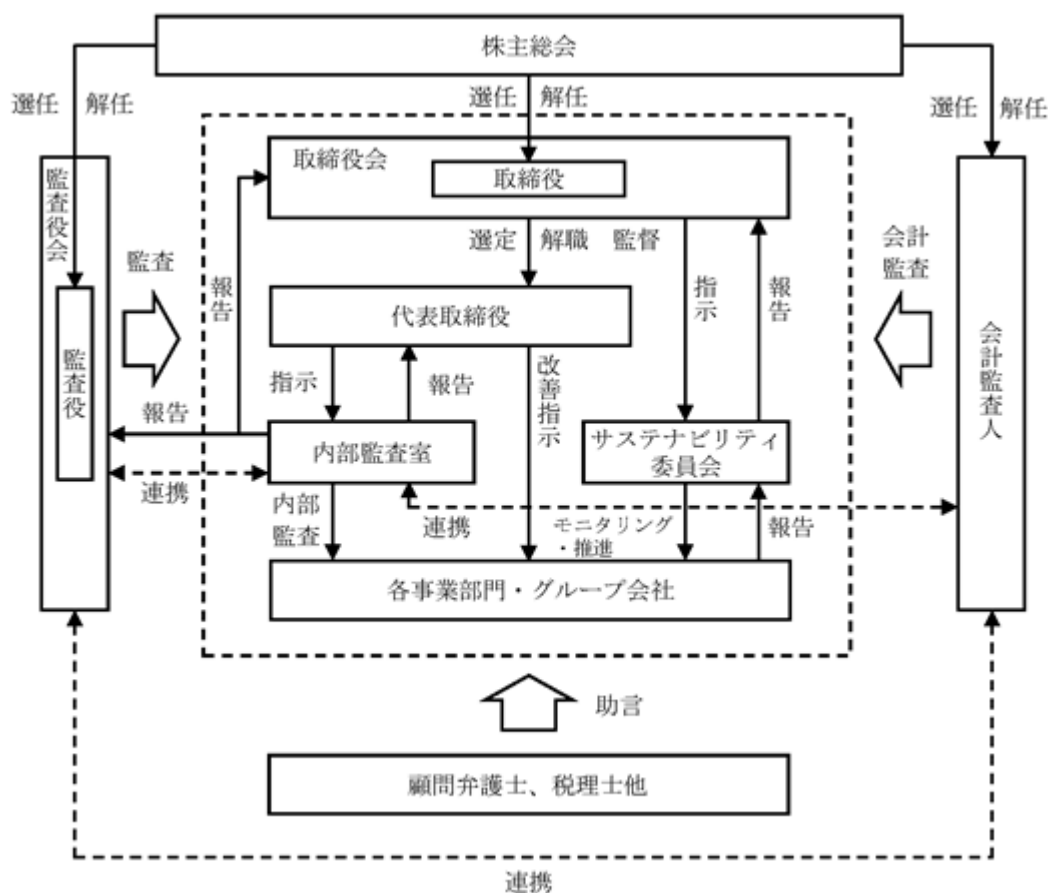 株主総会
選任 解任
選任 解任
選任 解任
取締役会
取締役
監査役会
監査役
監査
報告
選定 解職 監督
指示
報告
会計
監査
会計監査人
代表取締役
指示
報告
改善指示
報告
内部監査室
サステナビリティ
委員会
連携
内部
監査
連携
モニタリング
・推進
報告
各事業部門・グループ会社
助言
顧問弁護士、税理士他
連携